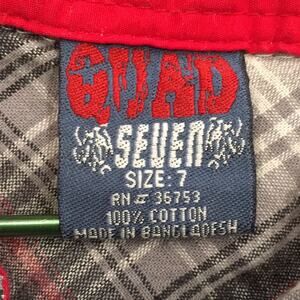 QUAD
SEVEN
SIZE: 7
RN # 36753
100% COTTON
MADE IN BANGLADESH